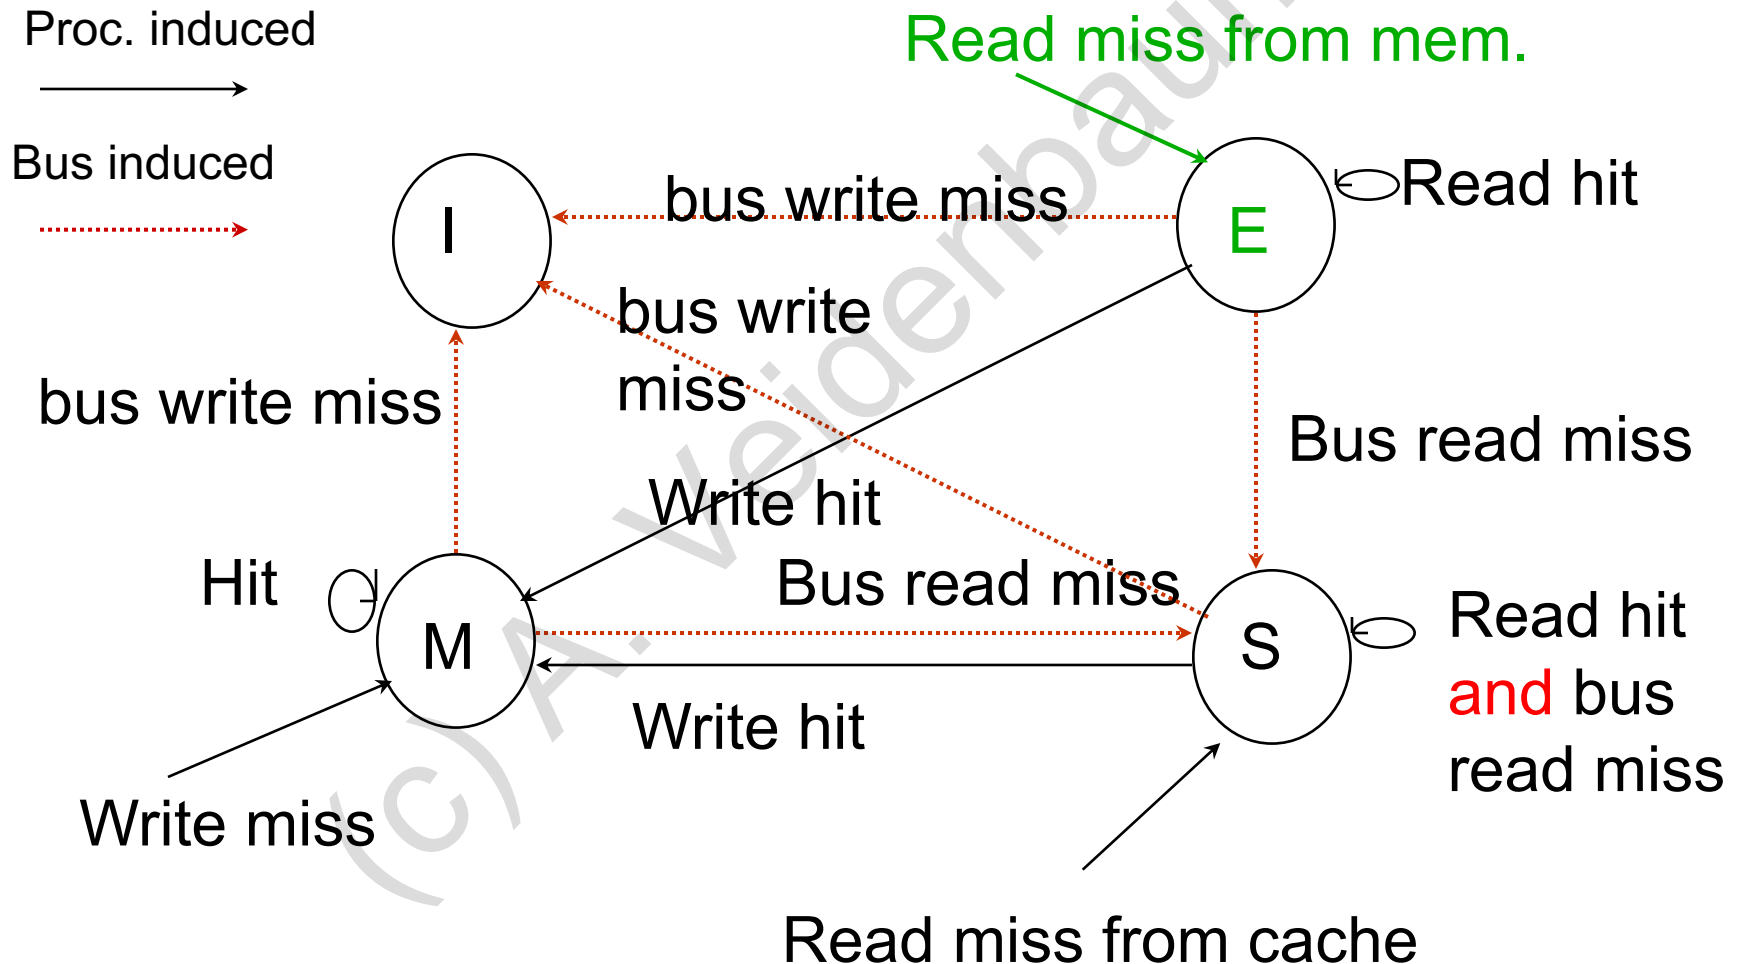 Proc. induced
Read miss from mem.
Bus induced
I
bus write miss
E
Read hit
bus write
miss
bus write miss
Bus read miss
Write hit
Hit
Bus read miss
M
S
Read hit
and bus
read miss
Write hit
Write miss
Read miss from cache
(c) A. Veidenbaum